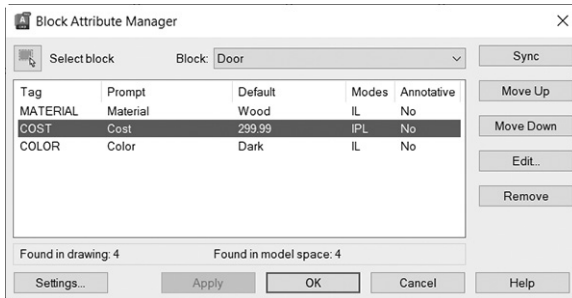 Block Attribute Manager
Select block Block: Door Sync
Tag Prompt Default Modes Annotative Move Up
MATERIAL Material Wood IL No
COST Cost 299.99 IPL No Move Down
COLOR Color Dark IL No
Edit...
Remove
Found in drawing: 4 Found in model space: 4
Settings... Apply OK Cancel Help